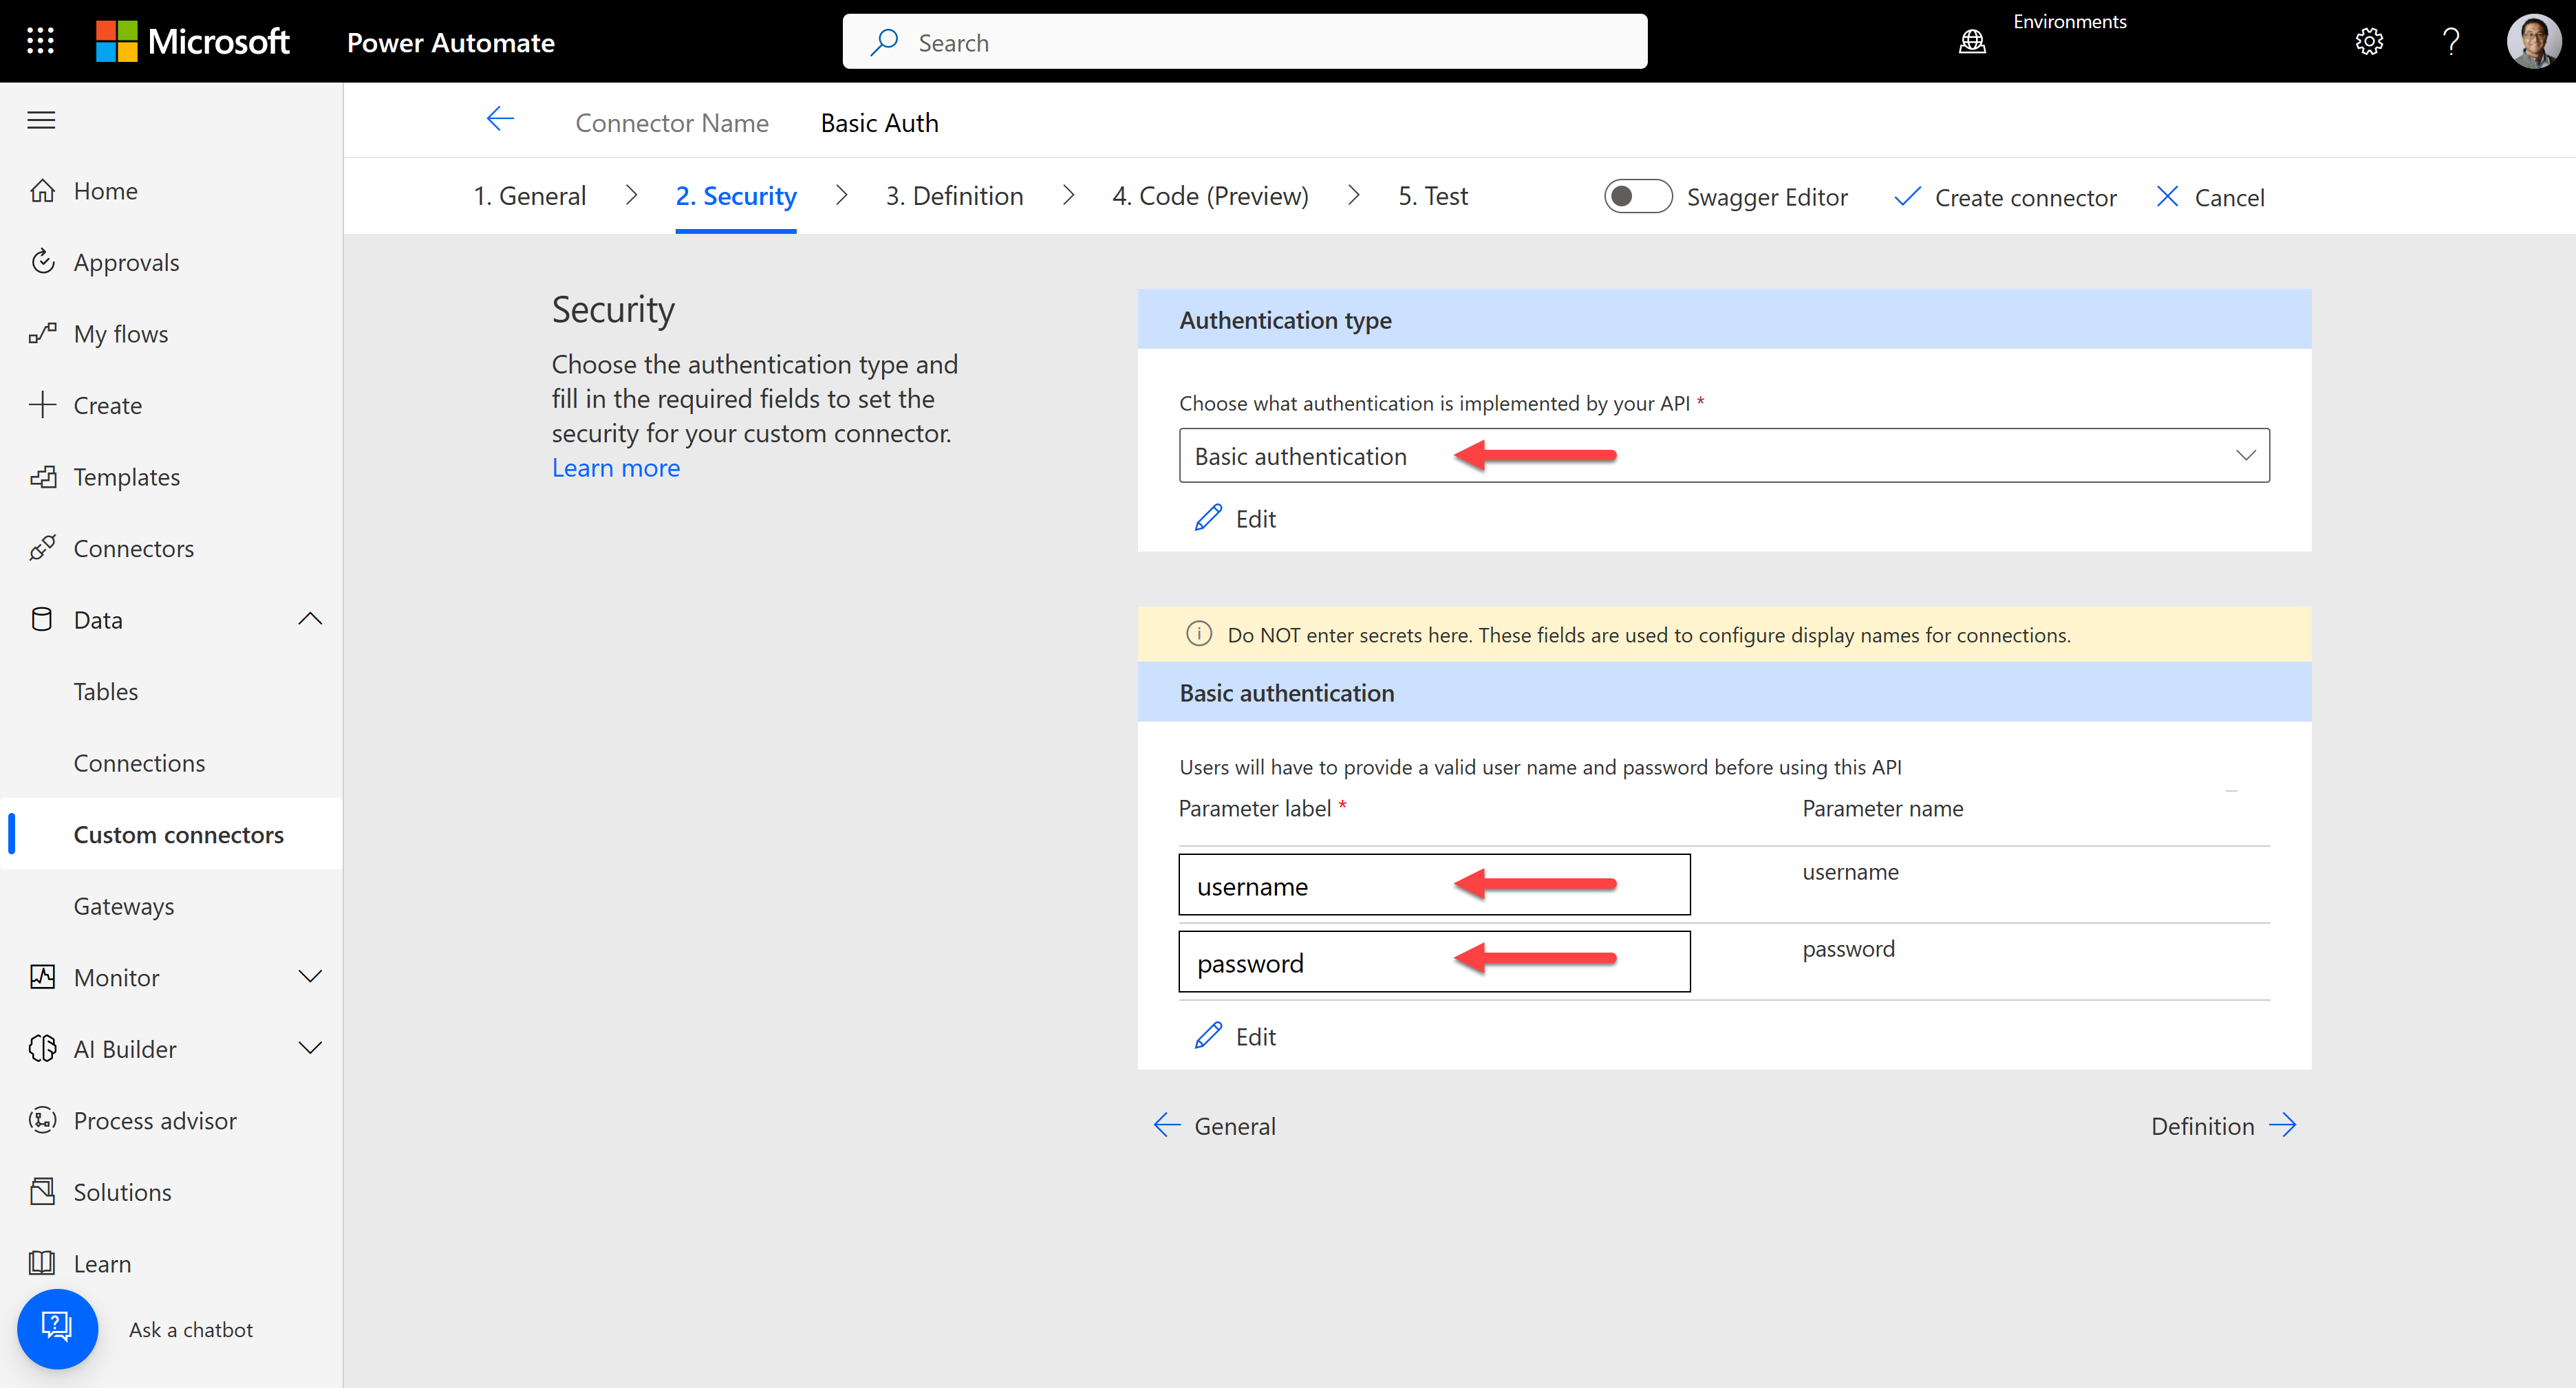 Microsoft
Power Automate
Search
Environments
Connector Name
Basic Auth
1. General
2. Security
3. Definition
4. Code (Preview)
5. Test
Swagger Editor
Create connector
Cancel
Home
Approvals
My flows
Create
Templates
Connectors
Data
Tables
Connections
Custom connectors
Gateways
Monitor
AI Builder
Process advisor
Solutions
Learn
Ask a chatbot
Security
Choose the authentication type and
fill in the required fields to set the
security for your custom connector.
Learn more
Authentication type
Choose what authentication is implemented by your API *
Basic authentication
Edit
Do NOT enter secrets here. These fields are used to configure display names for connections.
Basic authentication
Users will have to provide a valid user name and password before using this API
Parameter label *
Parameter name
username
username
password
password
Edit
General
Definition